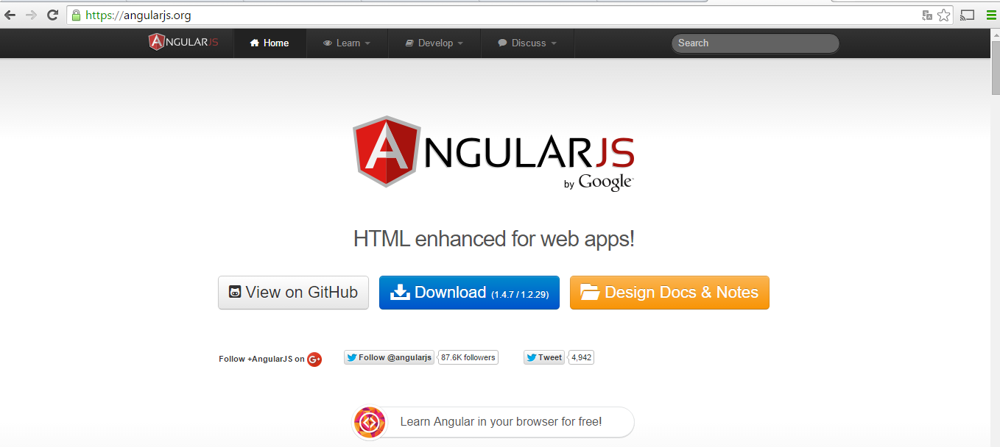 https://angularjs.org
ANGULARJS Home Learn Develop Discuss Search
ANGULARJS
by Google
HTML enhanced for web apps!
View on GitHub Download (1.4.7 / 1.2.29) Design Docs & Notes
Follow +AngularJS on G+ Follow @angularjs 87.6K followers Tweet 4,942
Learn Angular in your browser for free!